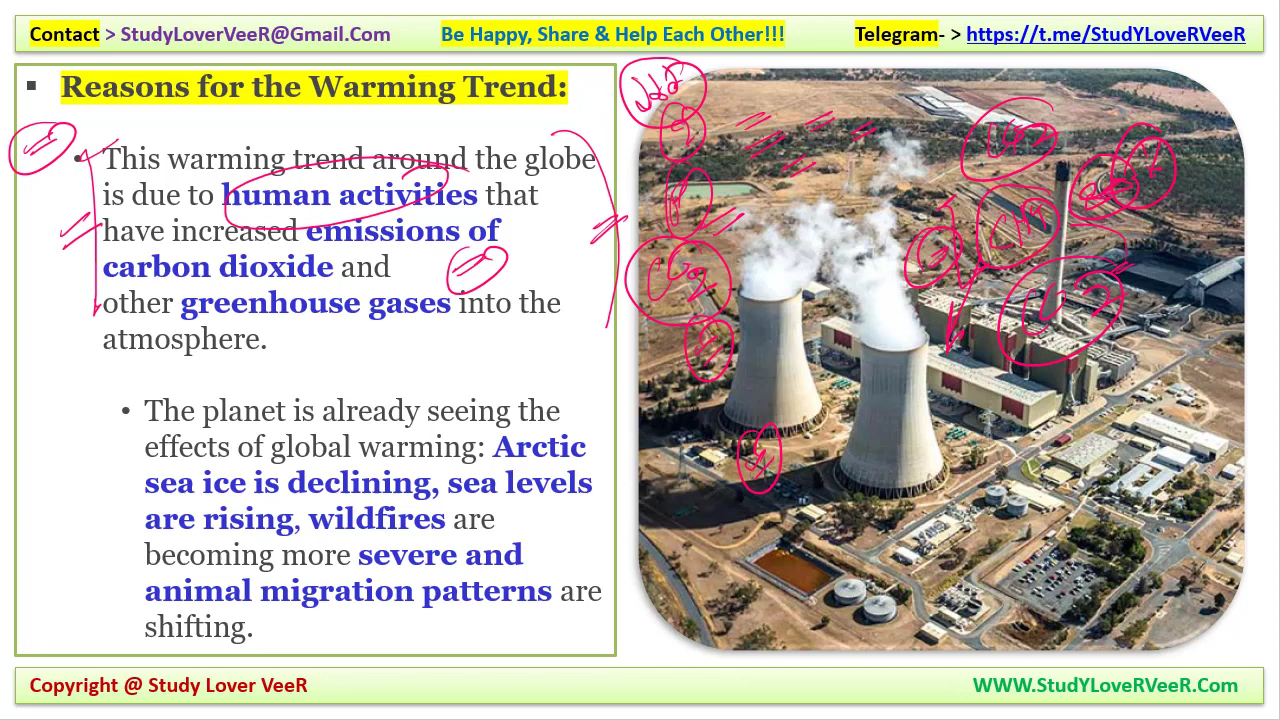 Contact > StudyLoverVeeR@Gmail.Com
Be Happy, Share & Help Each Other!!!
Telegram- > https://t.me/StudYLoveRVeeR
▪ Reasons for the Warming Trend:
• This warming trend around the globe
is due to human activities that
have increased emissions of
carbon dioxide and
other greenhouse gases into the
atmosphere.
• The planet is already seeing the
effects of global warming: Arctic
sea ice is declining, sea levels
are rising, wildfires are
becoming more severe and
animal migration patterns are
shifting.
Copyright @ Study Lover VeeR
WWW.StudYLoveRVeeR.Com